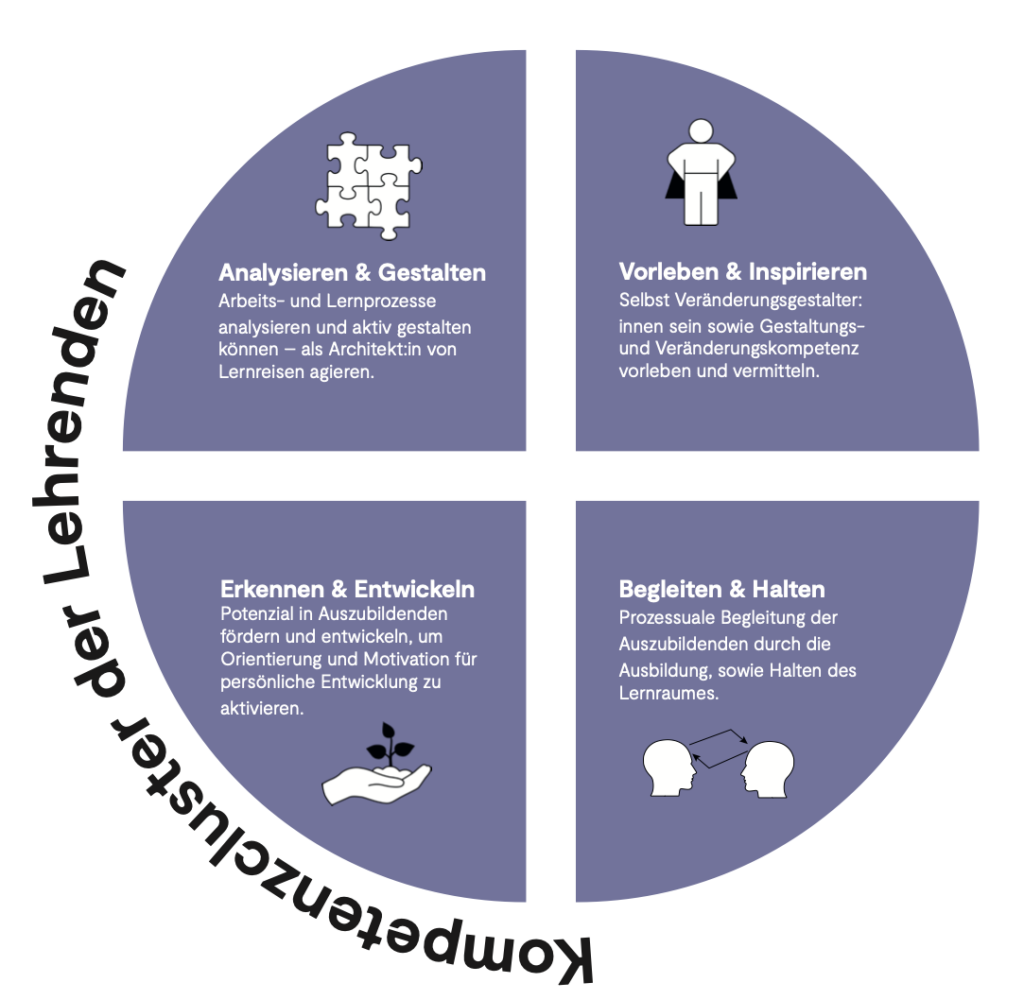 Kompetenzcluster der Lehrenden
Analysieren & Gestalten
Arbeits- und Lernprozesse
analysieren und aktiv gestalten
können – als Architekt:in von
Lernreisen agieren.
Vorleben & Inspirieren
Selbst Veränderungsgestalter:
innen sein sowie Gestaltungs-
und Veränderungskompetenz
vorleben und vermitteln.
Erkennen & Entwickeln
Potenzial in Auszubildenden
fördern und entwickeln, um
Orientierung und Motivation für
persönliche Entwicklung zu
aktivieren.
Begleiten & Halten
Prozessuale Begleitung der
Auszubildenden durch die
Ausbildung, sowie Halten des
Lernraumes.